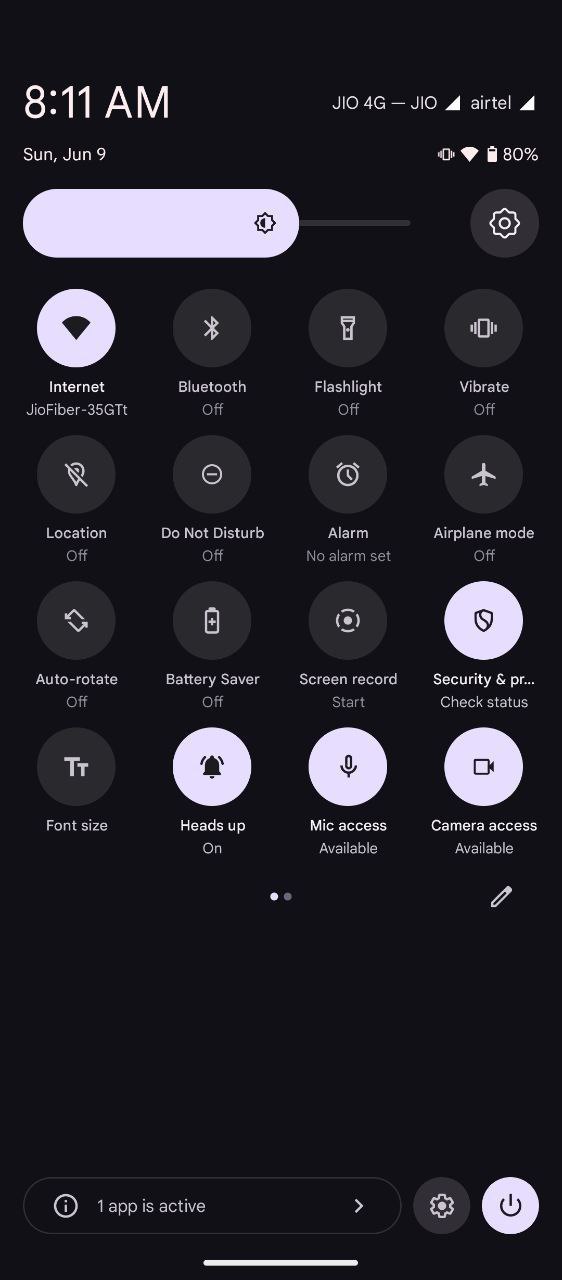 8:11 AM
JIO 4G — JIO airtel
Sun, Jun 9
80%
Internet
JioFiber-35GTt
Bluetooth
Off
Flashlight
Off
Vibrate
Off
Location
Off
Do Not Disturb
Off
Alarm
No alarm set
Airplane mode
Off
Auto-rotate
Off
Battery Saver
Off
Screen record
Start
Security & pr...
Check status
Tт
Font size
Heads up
On
Mic access
Available
Camera access
Available
1 app is active